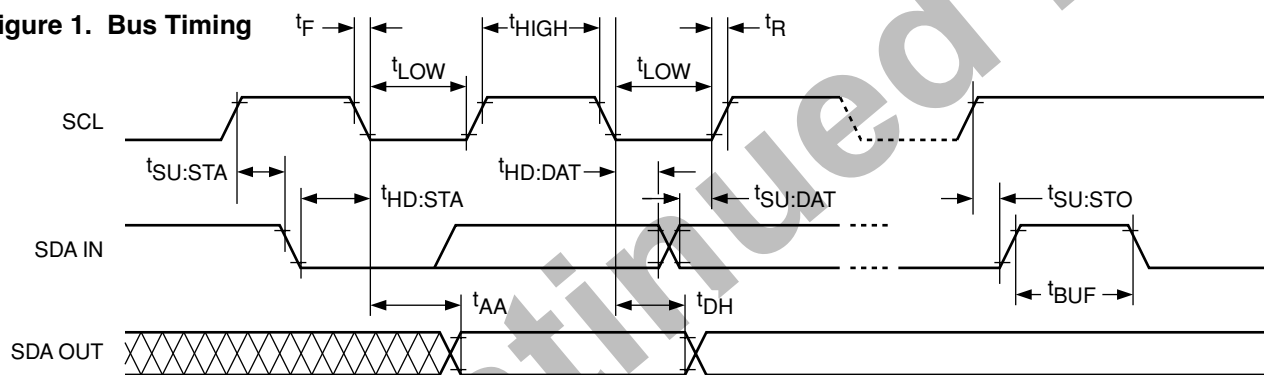 igure 1. Bus Timing
tF
tHIGH
tR
tLOW
tLOW
SCL
tSU:STA
tHD:STA
tHD:DAT
tSU:DAT
tSU:STO
SDA IN
tAA
tDH
tBUF
SDA OUT